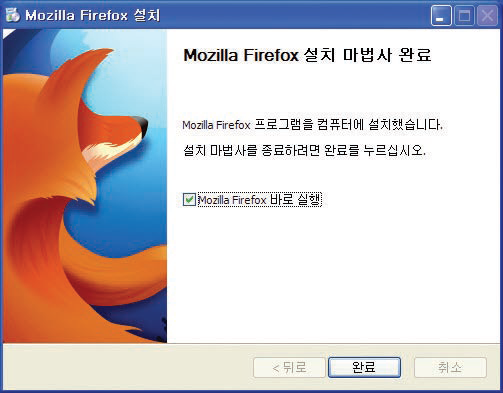 Mozilla Firefox 설치
Mozilla Firefox 설치 마법사 완료
Mozilla Firefox 프로그램을 컴퓨터에 설치했습니다.
설치 마법사를 종료하려면 완료를 누르십시오.
Mozilla Firefox 바로 실행
< 뒤로 완료 취소